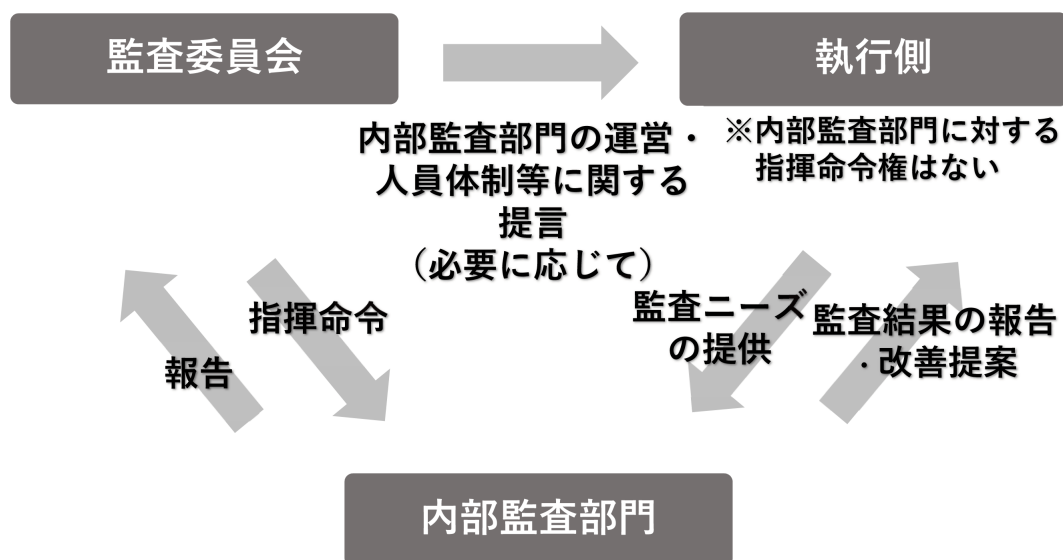 監査委員会
執行側
内部監査部門の運営・
人員体制等に関する
提言
（必要に応じて）
※内部監査部門に対する
指揮命令権はない
指揮命令
報告
監査ニーズ
の提供
監査結果の報告
・改善提案
内部監査部門